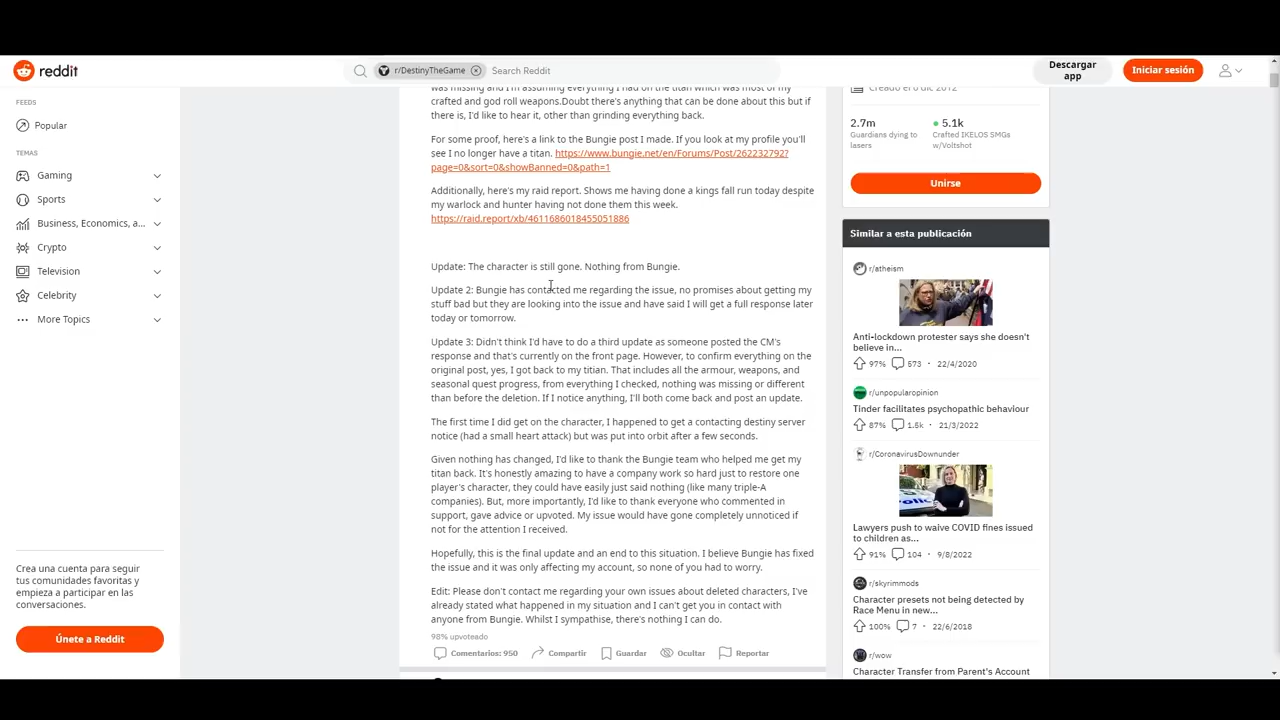 reddit
r/DestinyTheGame
Search Reddit
Descargar
app
Iniciar sesión
FEEDS
Popular
TEMAS
Gaming
Sports
Business, Economics, a...
Crypto
Television
Celebrity
More Topics
Crea una cuenta para seguir
tus comunidades favoritas y
empieza a participar en las
conversaciones.
Únete a Reddit
was missing and I'm assuming everything I had on the titan which was most of my
crafted and god roll weapons.Doubt there's anything that can be done about this but if
there is, I'd like to hear it, other than grinding everything back.
For some proof, here's a link to the Bungie post I made. If you look at my profile you'll
see I no longer have a titan. https://www.bungie.net/en/Forums/Post/262232792?
page=0&sort=0&showBanned=0&path=1
Additionally, here's my raid report. Shows me having done a kings fall run today despite
my warlock and hunter having not done them this week.
https://raid.report/xb/4611686018455051886
Update: The character is still gone. Nothing from Bungie.
Update 2: Bungie has contacted me regarding the issue, no promises about getting my
stuff bad but they are looking into the issue and have said I will get a full response later
today or tomorrow.
Update 3: Didn't think I'd have to do a third update as someone posted the CM's
response and that's currently on the front page. However, to confirm everything on the
original post, yes, I got back to my titian. That includes all the armour, weapons, and
seasonal quest progress, from everything I checked, nothing was missing or different
than before the deletion. If I notice anything, I'll both come back and post an update.
The first time I did get on the character, I happened to get a contacting destiny server
notice (had a small heart attack) but was put into orbit after a few seconds.
Given nothing has changed, I'd like to thank the Bungie team who helped me get my
titan back. It's honestly amazing to have a company work so hard just to restore one
player's character, they could have easily just said nothing (like many triple-A
companies). But, more importantly, I'd like to thank everyone who commented in
support, gave advice or upvoted. My issue would have gone completely unnoticed if
not for the attention I received.
Hopefully, this is the final update and an end to this situation. I believe Bungie has fixed
the issue and it was only affecting my account, so none of you had to worry.
Edit: Please don't contact me regarding your own issues about deleted characters, I've
already stated what happened in my situation and I can't get you in contact with
anyone from Bungie. Whilst I sympathise, there's nothing I can do.
98% upvoteado
Comentarios: 950 Compartir Guardar Ocultar Reportar
Creado el 6 dic 2012
2.7m 5.1k
Guardians dying to Crafted IKELOS SMGs
lasers w/Voltshot
Unirse
Similar a esta publicación
r/atheism
Anti-lockdown protester says she doesn't
believe in...
97% 573 · 22/4/2020
r/unpopularopinion
Tinder facilitates psychopathic behaviour
87% 1.5k · 21/3/2022
r/CoronavirusDownunder
Lawyers push to waive COVID fines issued
to children as...
91% 104 · 9/8/2022
r/skyrimmods
Character presets not being detected by
Race Menu in new...
100% 7 · 22/6/2018
r/wow
Character Transfer from Parent's Account